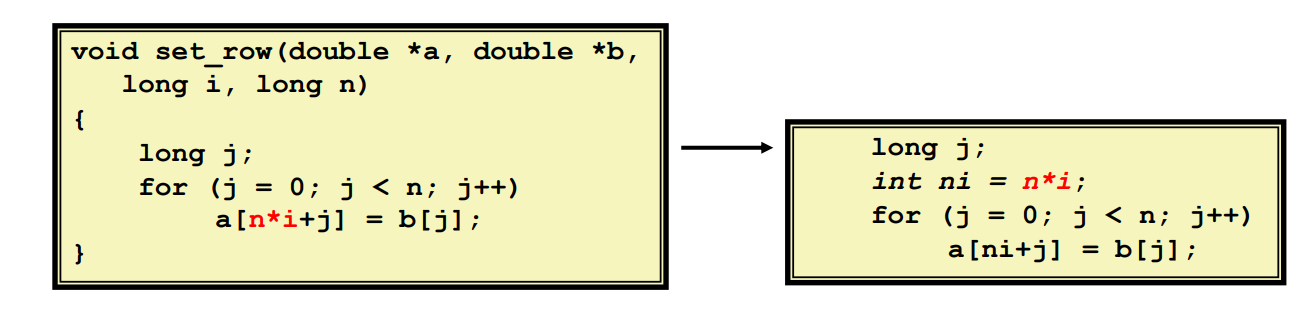 void set_row(double *a, double *b,
   long i, long n)
{
    long j;
    for (j = 0; j < n; j++)
        a[n*i+j] = b[j];
}
    long j;
    int ni = n*i;
    for (j = 0; j < n; j++)
        a[ni+j] = b[j];